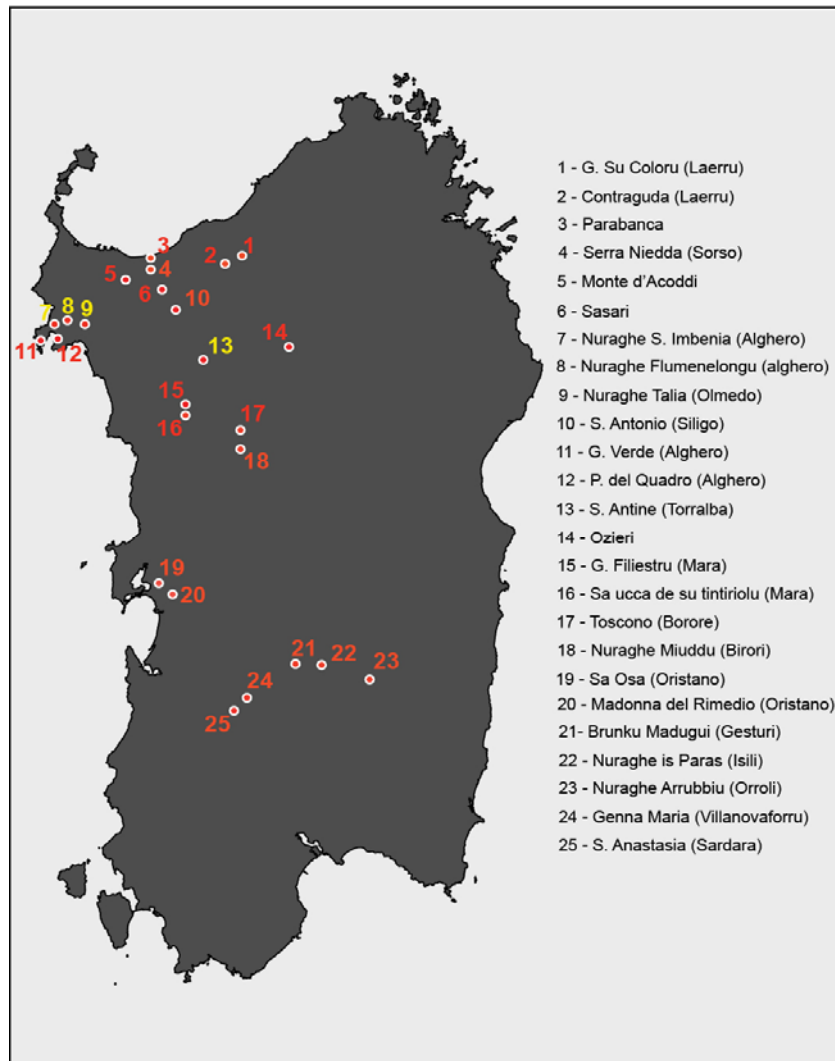 1 - G. Su Coloru (Laerru)
2 - Contraguda (Laerru)
3 - Parabanca
4 - Serra Niedda (Sorso)
5 - Monte d'Acoddi
6 - Sasari
7 - Nuraghe S. Imbenia (Alghero)
8 - Nuraghe Flumenelongu (alghero)
9 - Nuraghe Talia (Olmedo)
10 - S. Antonio (Siligo)
11 - G. Verde (Alghero)
12 - P. del Quadro (Alghero)
13 - S. Antine (Torralba)
14 - Ozieri
15 - G. Filiestru (Mara)
16 - Sa ucca de su tintiriolu (Mara)
17 - Toscono (Borore)
18 - Nuraghe Miuddu (Birori)
19 - Sa Osa (Oristano)
20 - Madonna del Rimedio (Oristano)
21- Brunku Madugui (Gesturi)
22 - Nuraghe is Paras (Isili)
23 - Nuraghe Arrubbiu (Orroli)
24 - Genna Maria (Villanovaforru)
25 - S. Anastasia (Sardara)
1
2
3
4
5
6
10
7
8
9
11
12
13
14
15
16
17
18
19
20
21
22
23
24
25